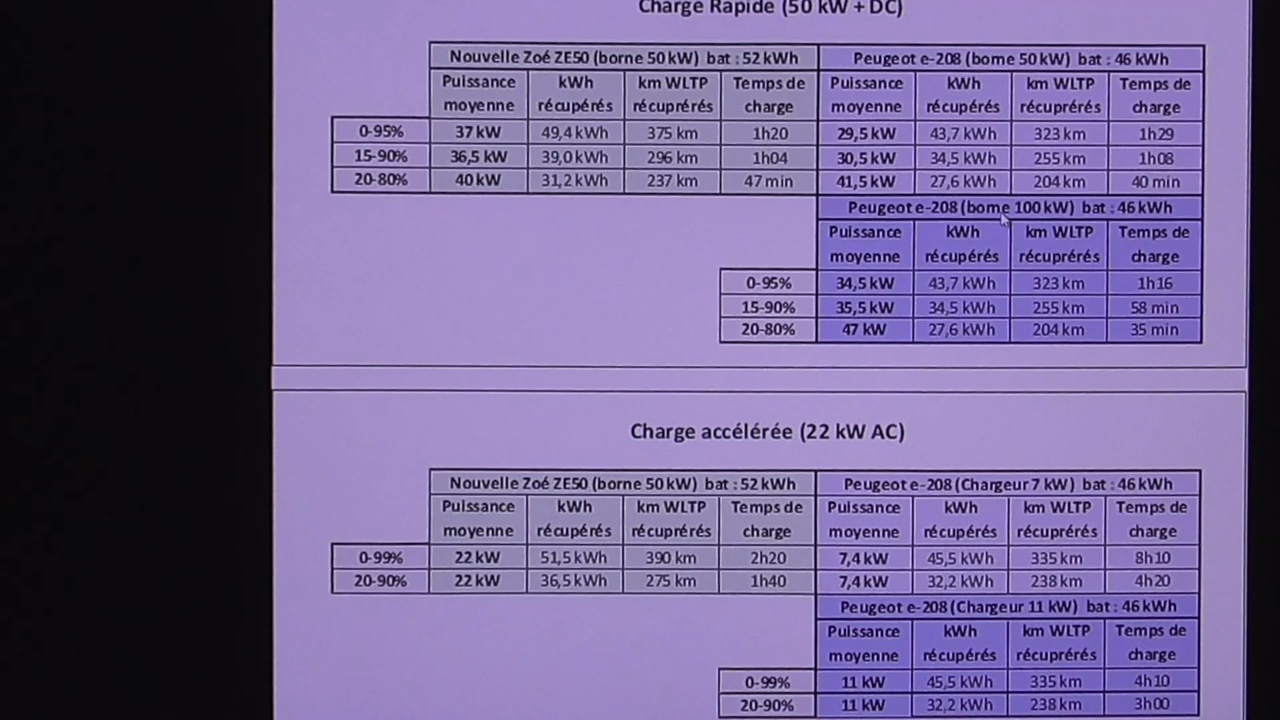 Charge Rapide (50 kW + DC)
Nouvelle Zoé ZE50 (borne 50 kW) bat : 52 kWh Peugeot e-208 (borne 50 kW) bat : 46 kWh
Puissance kWh km WLTP Temps de Puissance kWh km WLTP Temps de
moyenne récupérés récuprérés charge moyenne récupérés récuprérés charge
0-95% 37 kW 49,4 kWh 375 km 1h20 29,5 kW 43,7 kWh 323 km 1h29
15-90% 36,5 kW 39,0 kWh 296 km 1h04 30,5 kW 34,5 kWh 255 km 1h08
20-80% 40 kW 31,2 kWh 237 km 47 min 41,5 kW 27,6 kWh 204 km 40 min
Peugeot e-208 (borne 100 kW) bat : 46 kWh
Puissance kWh km WLTP Temps de
moyenne récupérés récuprérés charge
0-95% 34,5 kW 43,7 kWh 323 km 1h16
15-90% 35,5 kW 34,5 kWh 255 km 58 min
20-80% 47 kW 27,6 kWh 204 km 35 min
Charge accélérée (22 kW AC)
Nouvelle Zoé ZE50 (borne 50 kW) bat : 52 kWh Peugeot e-208 (Chargeur 7 kW) bat : 46 kWh
Puissance kWh km WLTP Temps de Puissance kWh km WLTP Temps de
moyenne récupérés récuprérés charge moyenne récupérés récuprérés charge
0-99% 22 kW 51,5 kWh 390 km 2h20 7,4 kW 45,5 kWh 335 km 8h10
20-90% 22 kW 36,5 kWh 275 km 1h40 7,4 kW 32,2 kWh 238 km 4h20
Peugeot e-208 (Chargeur 11 kW) bat : 46 kWh
Puissance kWh km WLTP Temps de
moyenne récupérés récuprérés charge
0-99% 11 kW 45,5 kWh 335 km 4h10
20-90% 11 kW 32,2 kWh 238 km 3h00